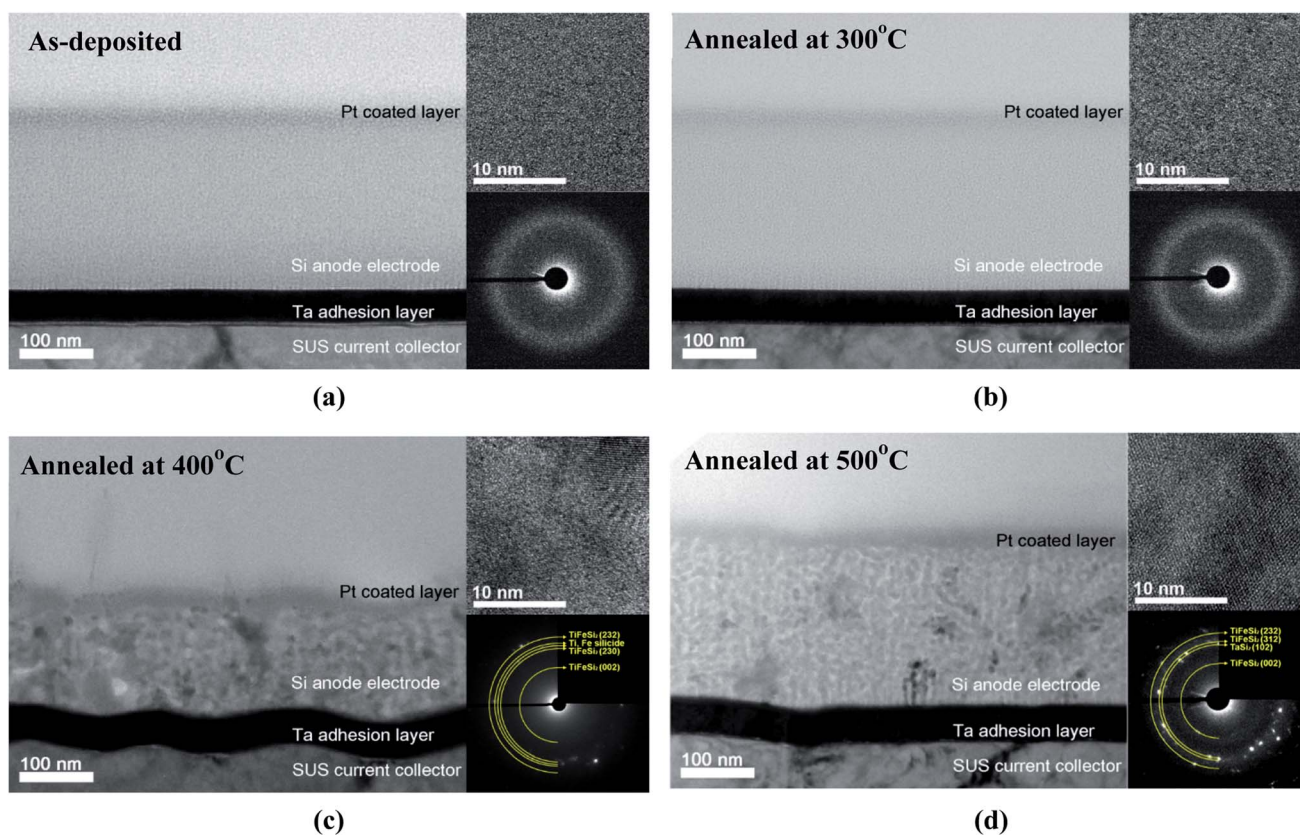 As-deposited
Pt coated layer
Si anode electrode
Ta adhesion layer
SUS current collector
100 nm
10 nm
(a)
Annealed at 300°C
Pt coated layer
Si anode electrode
Ta adhesion layer
SUS current collector
100 nm
10 nm
(b)
Annealed at 400°C
Pt coated layer
Si anode electrode
Ta adhesion layer
SUS current collector
100 nm
10 nm
TiFeSi₂(232)
Ti, Fe silicide
TiFeSi₂(230)
TiFeSi₂(002)
(c)
Annealed at 500°C
Pt coated layer
Si anode electrode
Ta adhesion layer
SUS current collector
100 nm
10 nm
TiFeSi₂(232)
TiFeSi₂(312)
TaSi₂(102)
TiFeSi₂(002)
(d)